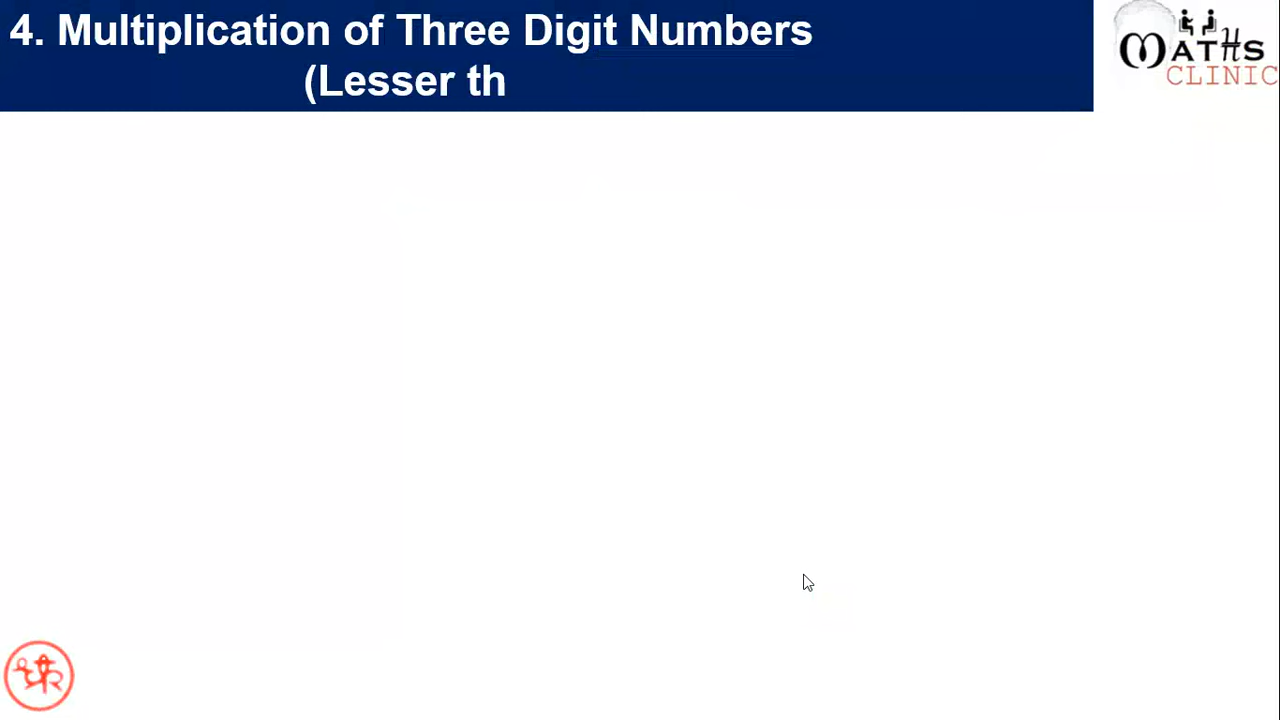 4. Multiplication of Three Digit Numbers
(Lesser th
MATHS
CLINIC